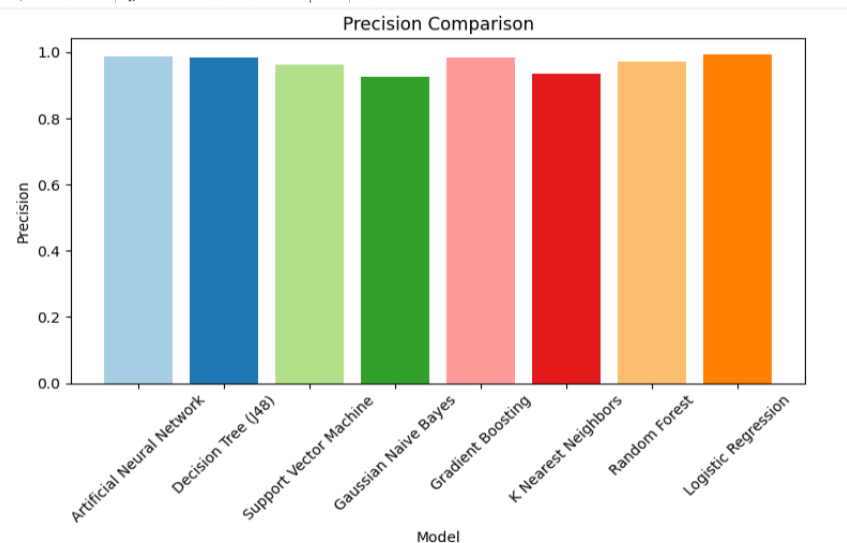 Precision Comparison
1.0
0.8
0.6
0.4
0.2
0.0
Precision
Artificial Neural Network
Decision Tree (J48)
Support Vector Machine
Gaussian Naive Bayes
Gradient Boosting
K Nearest Neighbors
Random Forest
Logistic Regression
Model